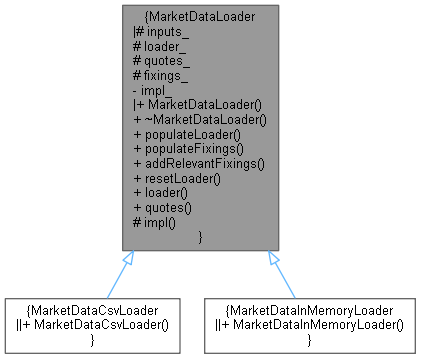 {MarketDataLoader
|# inputs_
# loader_
# quotes_
# fixings_
- impl_
|+ MarketDataLoader()
+ ~MarketDataLoader()
+ populateLoader()
+ populateFixings()
+ addRelevantFixings()
+ resetLoader()
+ loader()
+ quotes()
# impl()
}
{MarketDataCsvLoader
||+ MarketDataCsvLoader()
}
{MarketDataInMemoryLoader
||+ MarketDataInMemoryLoader()
}